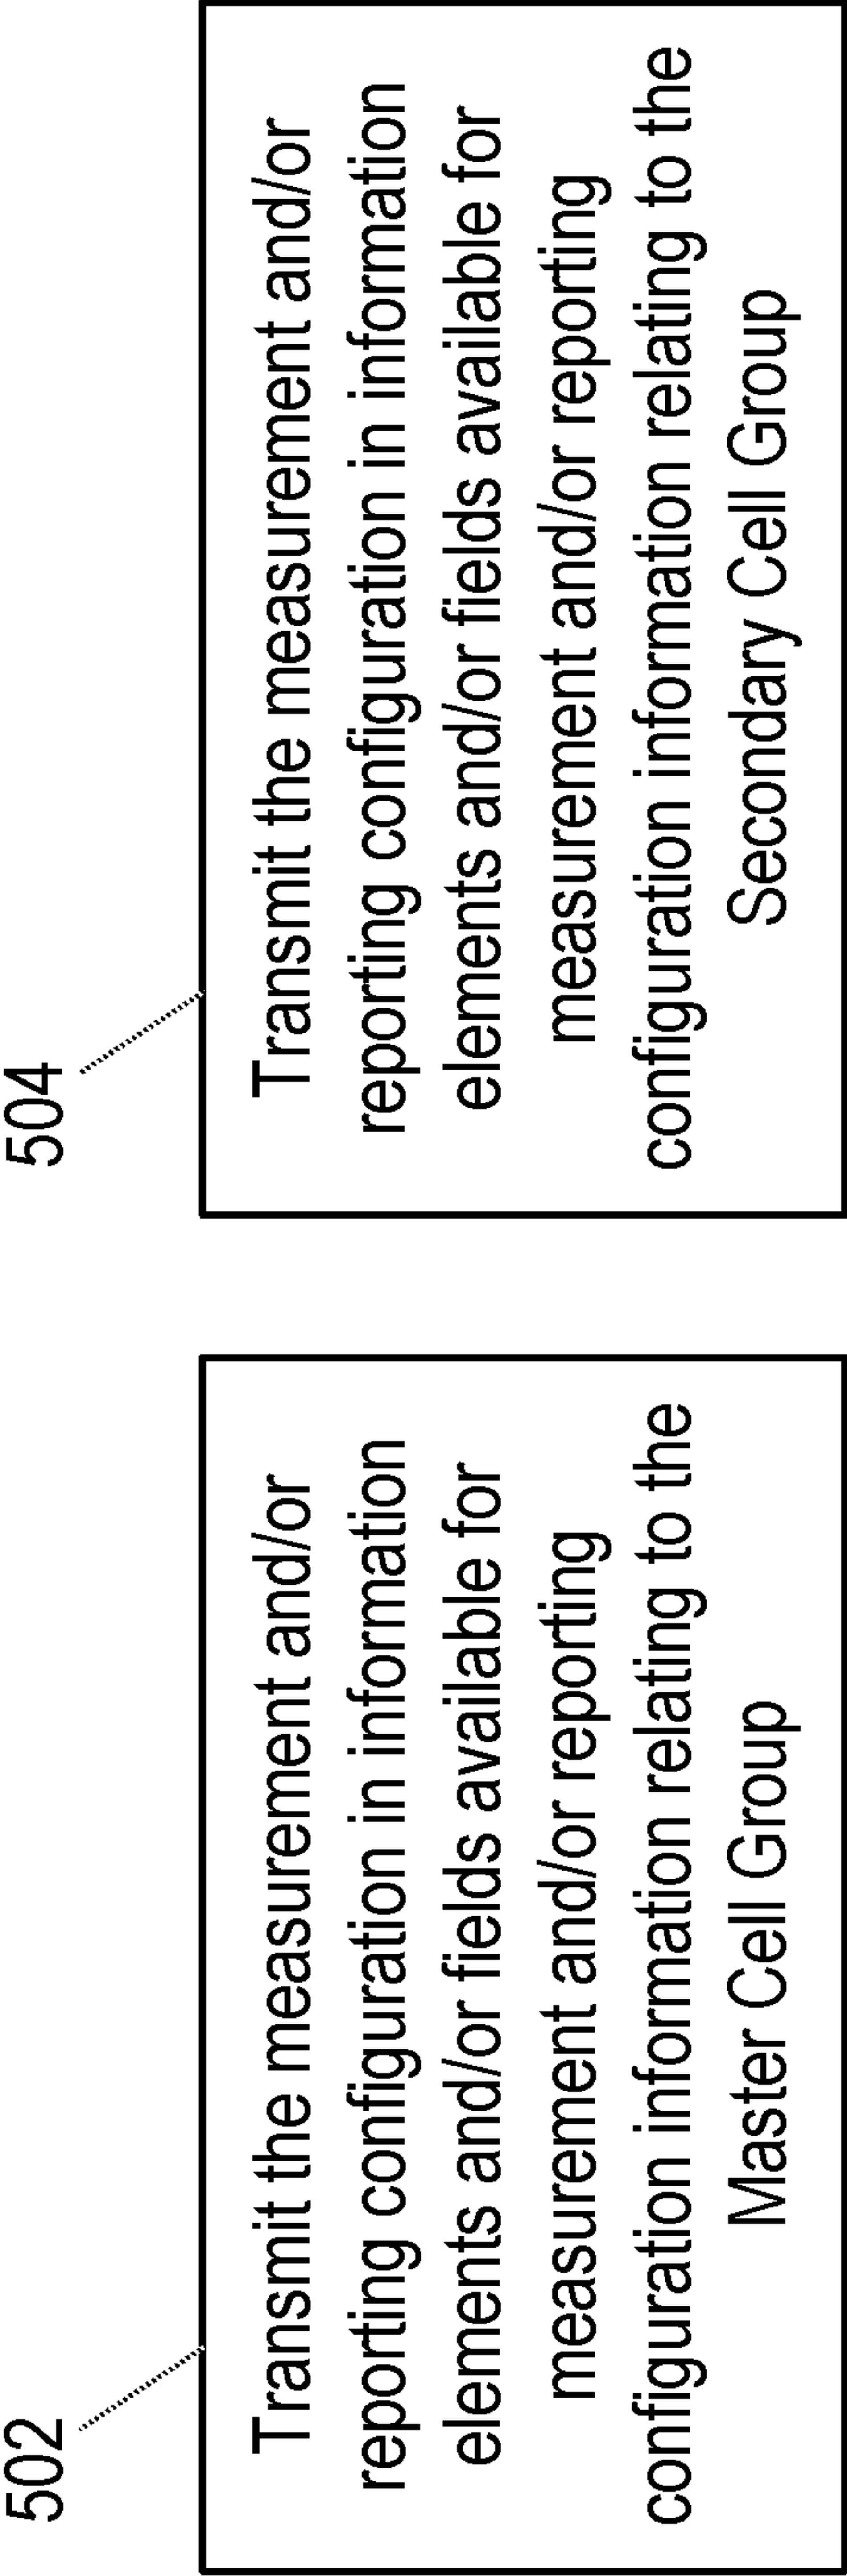 502
Transmit the measurement and/or
reporting configuration in information
elements and/or fields available for
measurement and/or reporting
configuration information relating to the
Master Cell Group
504
Transmit the measurement and/or
reporting configuration in information
elements and/or fields available for
measurement and/or reporting
configuration information relating to the
Secondary Cell Group